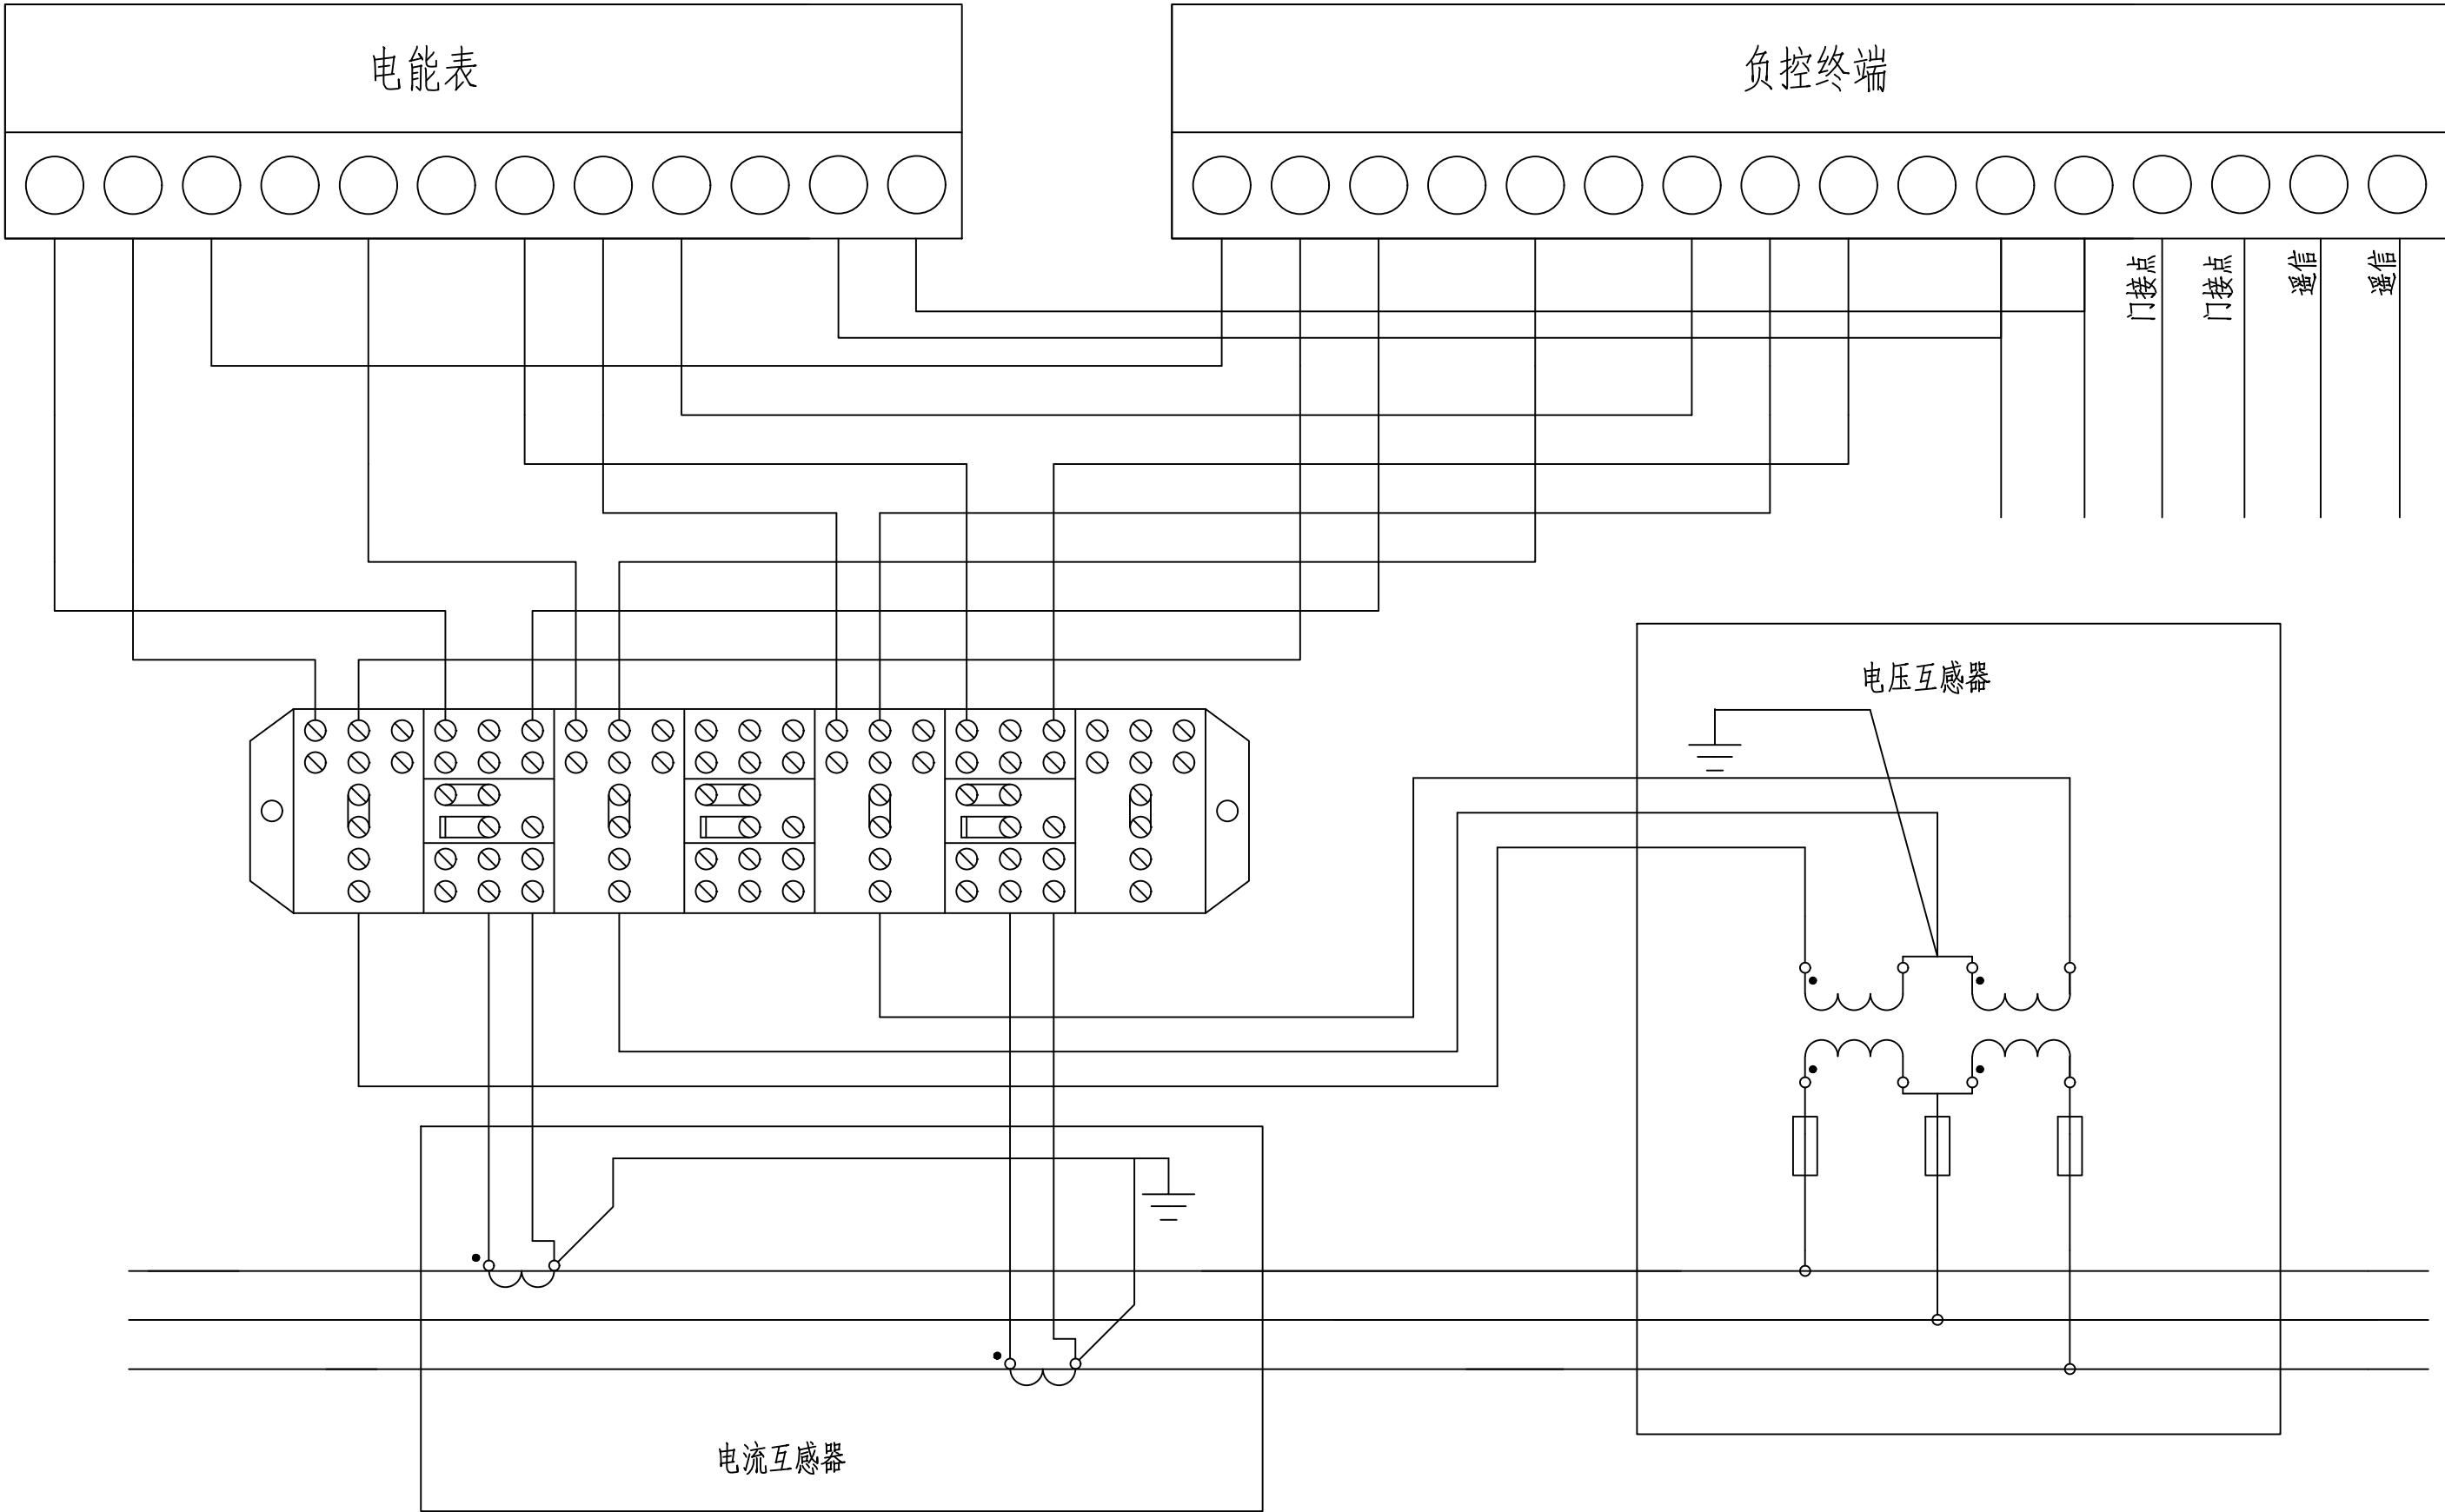 电能表
负控终端
门接点
门接点
遥信
遥信
电压互感器
电流互感器